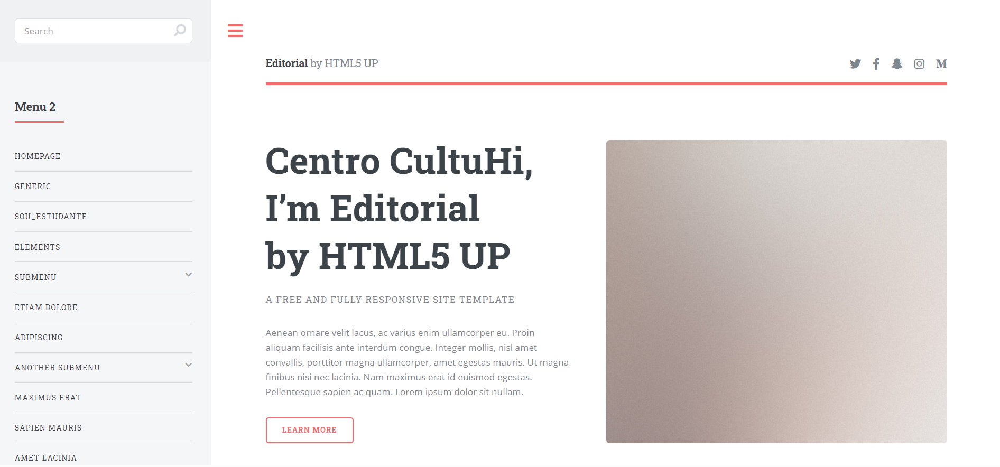 Search
Menu 2
HOMEPAGE
GENERIC
SOU_ESTUDANTE
ELEMENTS
SUBMENU
ETIAM DOLORE
ADIPISCING
ANOTHER SUBMENU
MAXIMUS ERAT
SAPIEN MAURIS
AMET LACINIA
Editorial by HTML5 UP
Centro CultuHi,
I’m Editorial
by HTML5 UP
A FREE AND FULLY RESPONSIVE SITE TEMPLATE
Aenean ornare velit lacus, ac varius enim ullamcorper eu. Proin
aliquam facilisis ante interdum congue. Integer mollis, nisl amet
convallis, porttitor magna ullamcorper, amet egestas mauris. Ut magna
finibus nisi nec lacinia. Nam maximus erat id euismod egestas.
Pellentesque sapien ac quam. Lorem ipsum dolor sit nullam.
LEARN MORE